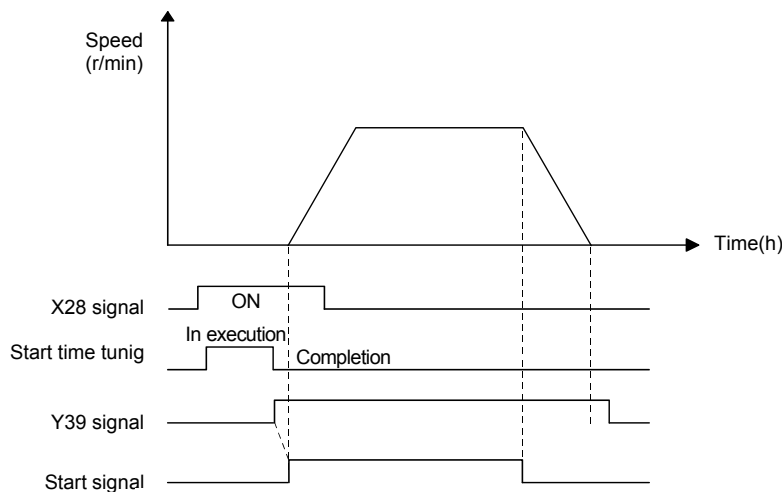 Speed
(r/min)
Time(h)
X28 signal
ON
In execution
Start time tunig
Completion
Y39 signal
Start signal